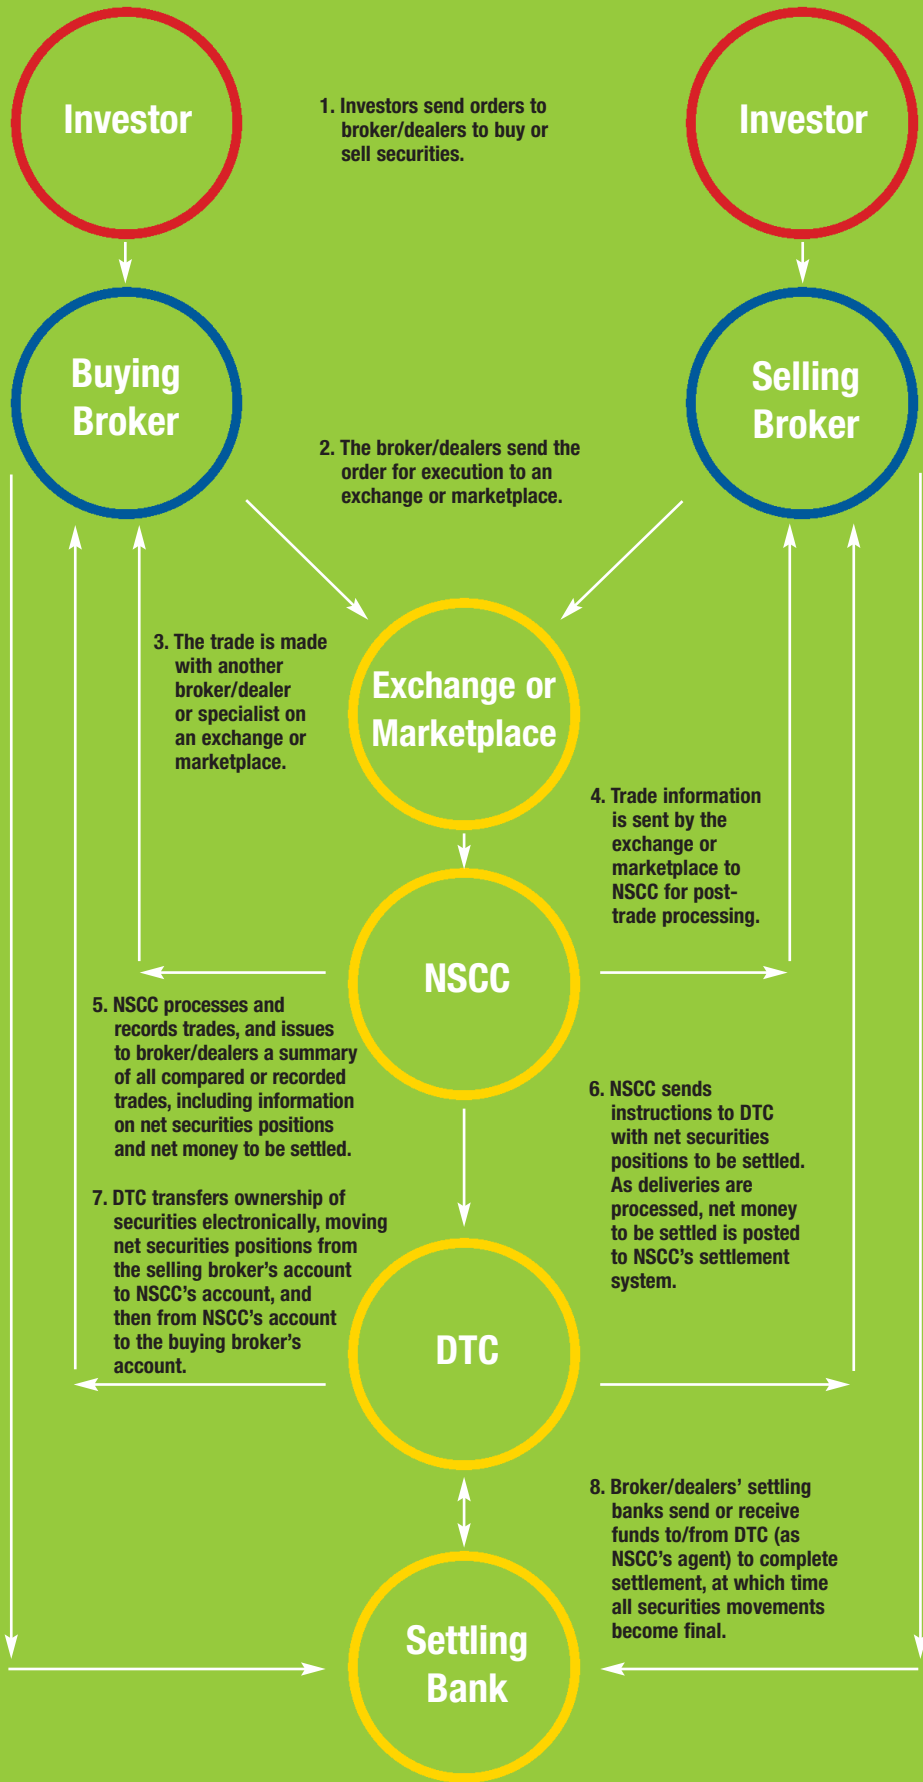 Investor
1. Investors send orders to
broker/dealers to buy or
sell securities.
Investor
Buying
Broker
Selling
Broker
2. The broker/dealers send the
order for execution to an
exchange or marketplace.
3. The trade is made
with another
broker/dealer
or specialist on
an exchange or
marketplace.
Exchange or
Marketplace
4. Trade information
is sent by the
exchange or
marketplace to
NSCC for post-
trade processing.
NSCC
5. NSCC processes and
records trades, and issues
to broker/dealers a summary
of all compared or recorded
trades, including information
on net securities positions
and net money to be settled.
6. NSCC sends
instructions to DTC
with net securities
positions to be settled.
As deliveries are
processed, net money
to be settled is posted
to NSCC’s settlement
system.
7. DTC transfers ownership of
securities electronically, moving
net securities positions from
the selling broker’s account
to NSCC’s account, and
then from NSCC’s account
to the buying broker’s
account.
DTC
8. Broker/dealers’ settling
banks send or receive
funds to/from DTC (as
NSCC’s agent) to complete
settlement, at which time
all securities movements
become final.
Settling
Bank